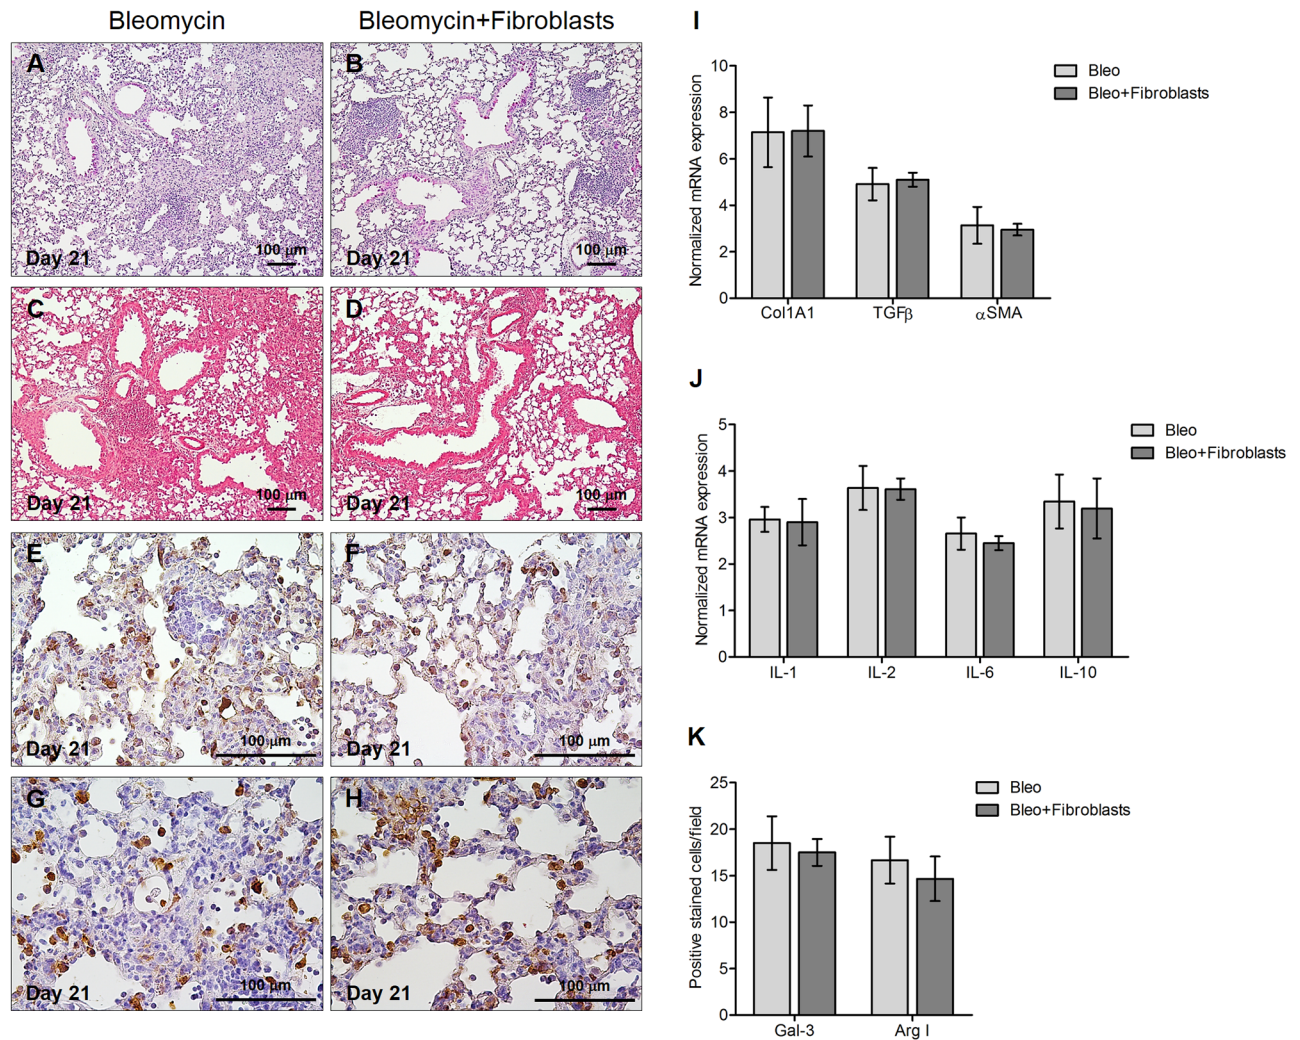 Bleomycin
Bleomycin+Fibroblasts
A
Day 21
100 μm
B
Day 21
100 μm
C
Day 21
100 μm
D
Day 21
100 μm
E
Day 21
100 μm
F
Day 21
100 μm
G
Day 21
100 μm
H
Day 21
100 μm
I
Normalized mRNA expression
10
8
6
4
2
0
Col1A1
TGFβ
αSMA
Bleo
Bleo+Fibroblasts
J
Normalized mRNA expression
5
4
3
2
1
0
IL-1
IL-2
IL-6
IL-10
Bleo
Bleo+Fibroblasts
K
Positive stained cells/field
25
20
15
10
5
0
Gal-3
Arg I
Bleo
Bleo+Fibroblasts